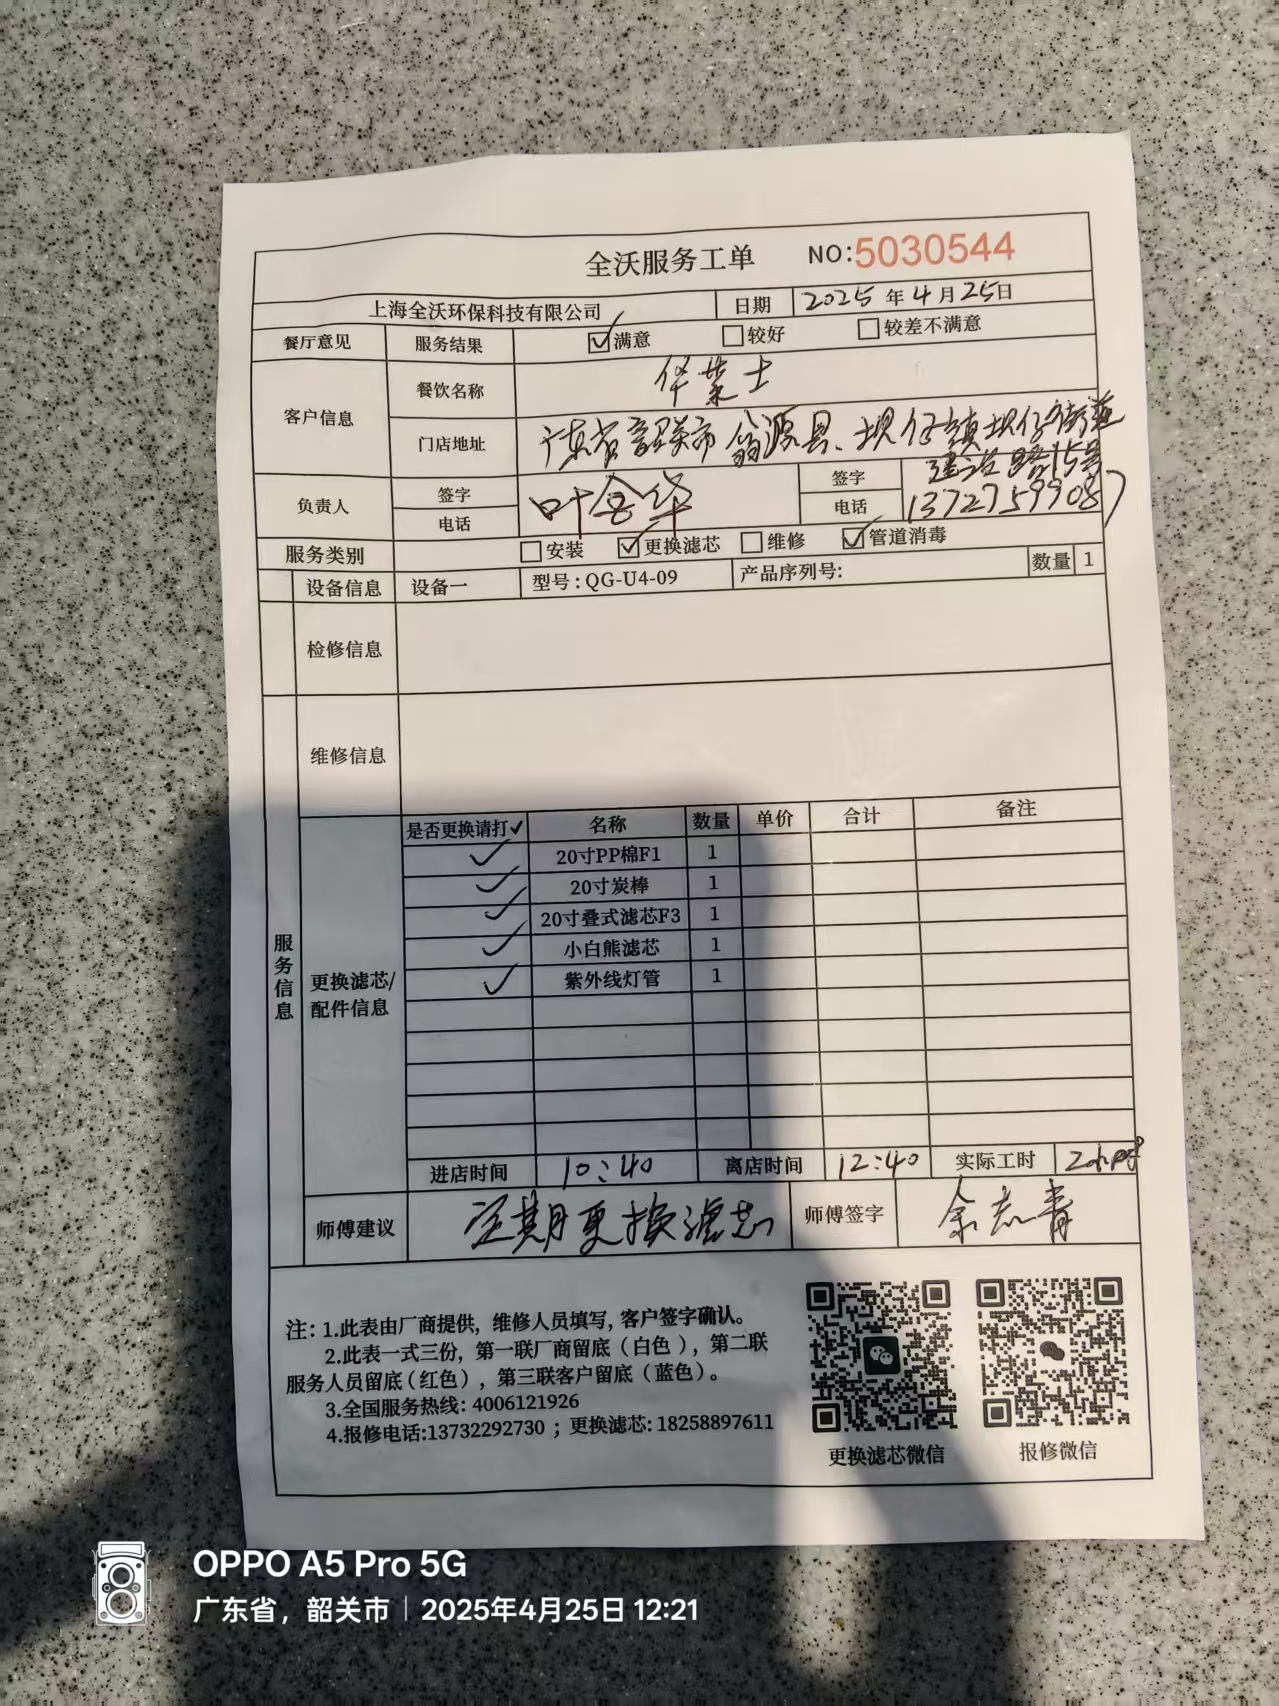 全沃服务工单 NO:5030544
上海全沃环保科技有限公司 日期 2025年4月25日
餐厅意见 服务结果 ☑满意 □较好 □较差不满意
客户信息 餐饮名称 华莱士
门店地址 广东省韶关市翁源县、坝仔镇坝仔街道
建设路15号
负责人 签字 叶金华 签字
电话 电话 13727599087
服务类别 □安装 ☑更换滤芯 □维修 ☑管道消毒
设备信息 设备一 型号:QG-U4-09 产品序列号: 数量 1
检修信息
维修信息
服务信息
更换滤芯/配件信息
是否更换请打✓ 名称 数量 单价 合计 备注
✓ 20寸PP棉F1 1
✓ 20寸炭棒 1
✓ 20寸叠式滤芯F3 1
✓ 小白熊滤芯 1
✓ 紫外线灯管 1
进店时间 10:40 离店时间 12:40 实际工时
师傅建议 定期更换滤芯 师傅签字 余志青
注:1.此表由厂商提供,维修人员填写,客户签字确认。
2.此表一式三份,第一联厂商留底(白色),第二联
服务人员留底(红色),第三联客户留底(蓝色)。
3.全国服务热线:4006121926
4.报修电话:13732292730;更换滤芯:18258897611
更换滤芯微信 报修微信
OPPO A5 Pro 5G
广东省,韶关市|2025年4月25日 12:21